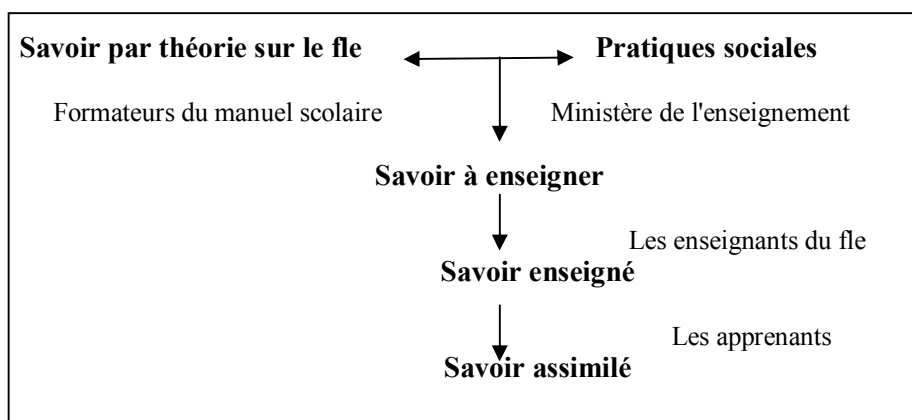 Savoir par théorie sur le fle
Pratiques sociales
Formateurs du manuel scolaire
Ministère de l'enseignement
Savoir à enseigner
Les enseignants du fle
Savoir enseigné
Les apprenants
Savoir assimilé